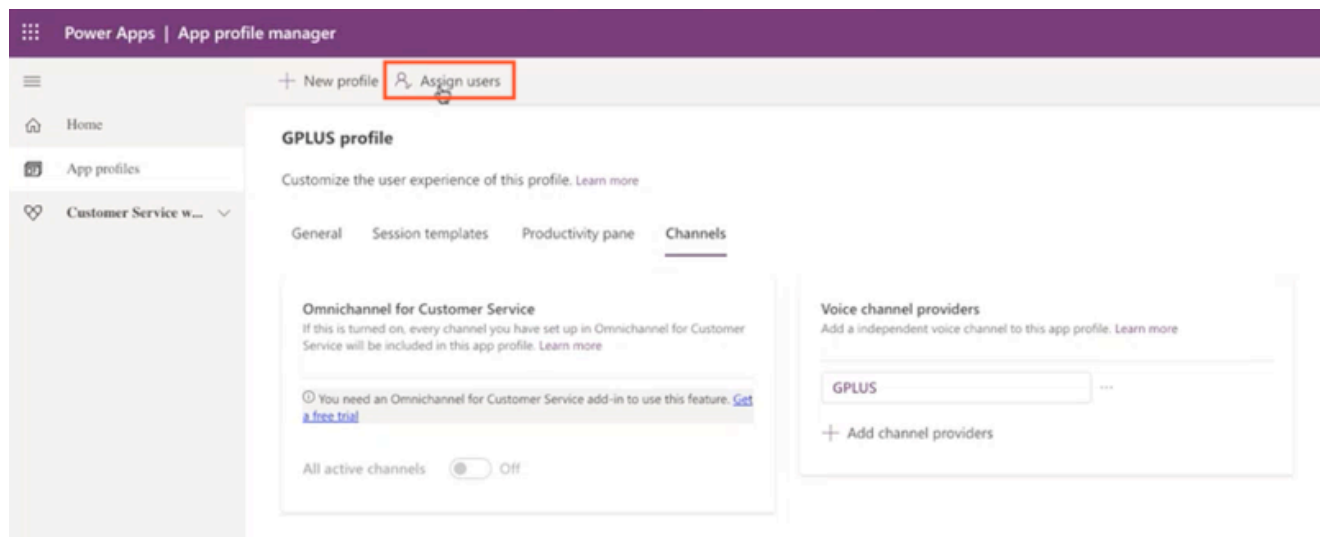 Power Apps | App profile manager
+ New profile Assign users
Home
App profiles
Customer Service w...
GPLUS profile
Customize the user experience of this profile. Learn more
General Session templates Productivity pane Channels
Omnichannel for Customer Service
If this is turned on, every channel you have set up in Omnichannel for Customer
Service will be included in this app profile. Learn more
You need an Omnichannel for Customer Service add-in to use this feature. Get
a free trial
All active channels Off
Voice channel providers
Add a independent voice channel to this app profile. Learn more
GPLUS ...
+ Add channel providers